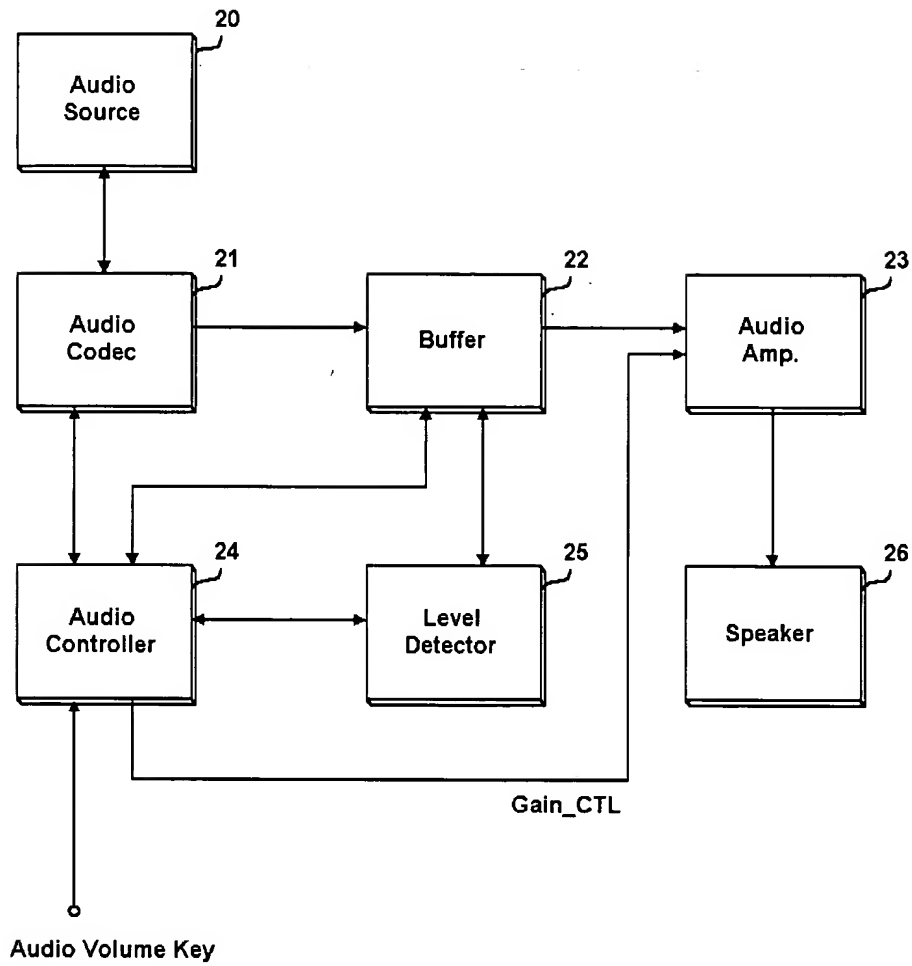 20
Audio
Source
21
Audio
Codec
22
Buffer
23
Audio
Amp.
24
Audio
Controller
25
Level
Detector
26
Speaker
Gain_CTL
Audio Volume Key